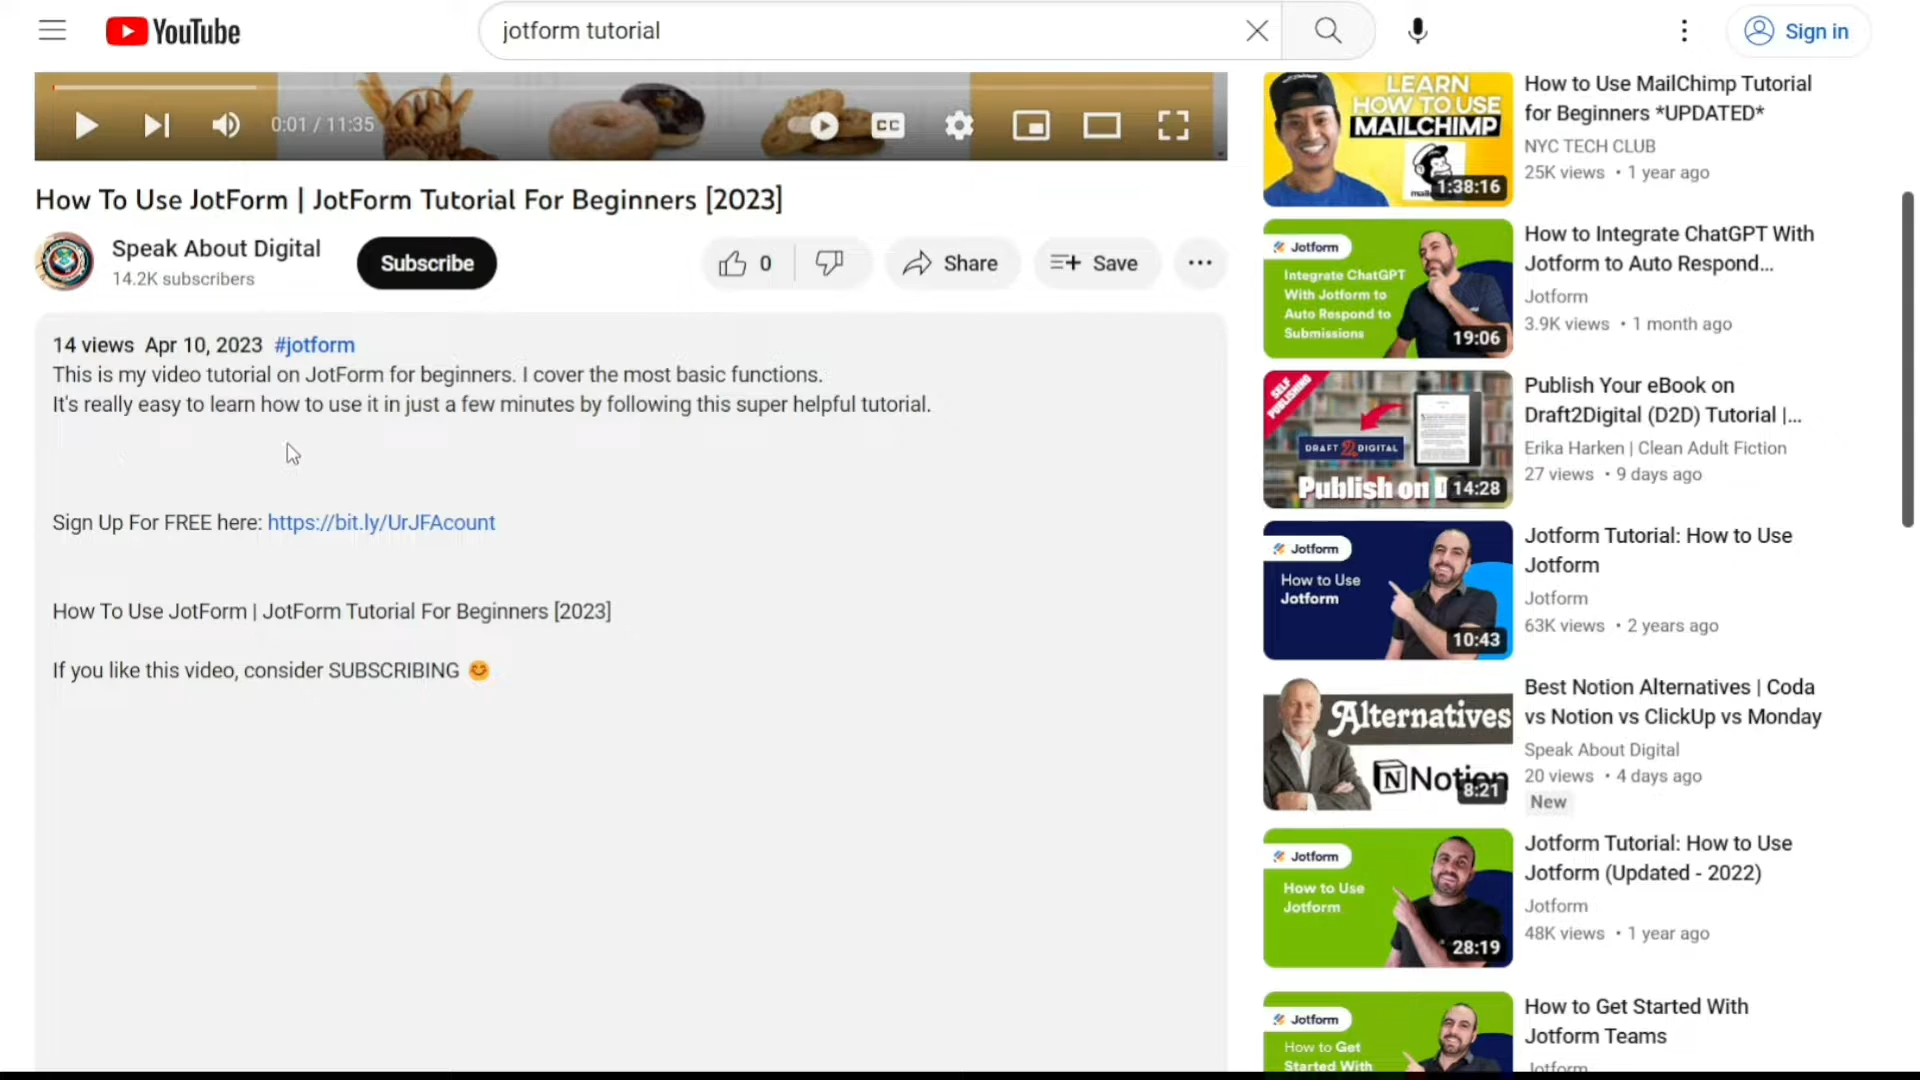 YouTube
jotform tutorial
Sign in
0:01 / 11:35
CC
How To Use JotForm | JotForm Tutorial For Beginners [2023]
Speak About Digital
14.2K subscribers
Subscribe
0
Share
Save
14 views Apr 10, 2023 #jotform
This is my video tutorial on JotForm for beginners. I cover the most basic functions.
It's really easy to learn how to use it in just a few minutes by following this super helpful tutorial.
Sign Up For FREE here: https://bit.ly/UrJFAcount
How To Use JotForm | JotForm Tutorial For Beginners [2023]
If you like this video, consider SUBSCRIBING 😊
LEARN
HOW TO USE
MAILCHIMP
1:38:16
How to Use MailChimp Tutorial
for Beginners *UPDATED*
NYC TECH CLUB
25K views • 1 year ago
Jotform
Integrate ChatGPT
With Jotform to
Auto Respond to
Submissions
19:06
How to Integrate ChatGPT With
Jotform to Auto Respond...
Jotform
3.9K views • 1 month ago
SELF
PUBLISHING
DRAFT 2 DIGITAL
Publish on
14:28
Publish Your eBook on
Draft2Digital (D2D) Tutorial |...
Erika Harken | Clean Adult Fiction
27 views • 9 days ago
Jotform
How to Use
Jotform
10:43
Jotform Tutorial: How to Use
Jotform
Jotform
63K views • 2 years ago
Alternatives
Notion
8:21
Best Notion Alternatives | Coda
vs Notion vs ClickUp vs Monday
Speak About Digital
20 views • 4 days ago
New
Jotform
How to Use
Jotform
28:19
Jotform Tutorial: How to Use
Jotform (Updated - 2022)
Jotform
48K views • 1 year ago
Jotform
How to Get
Started With
How to Get Started With
Jotform Teams
Jotform